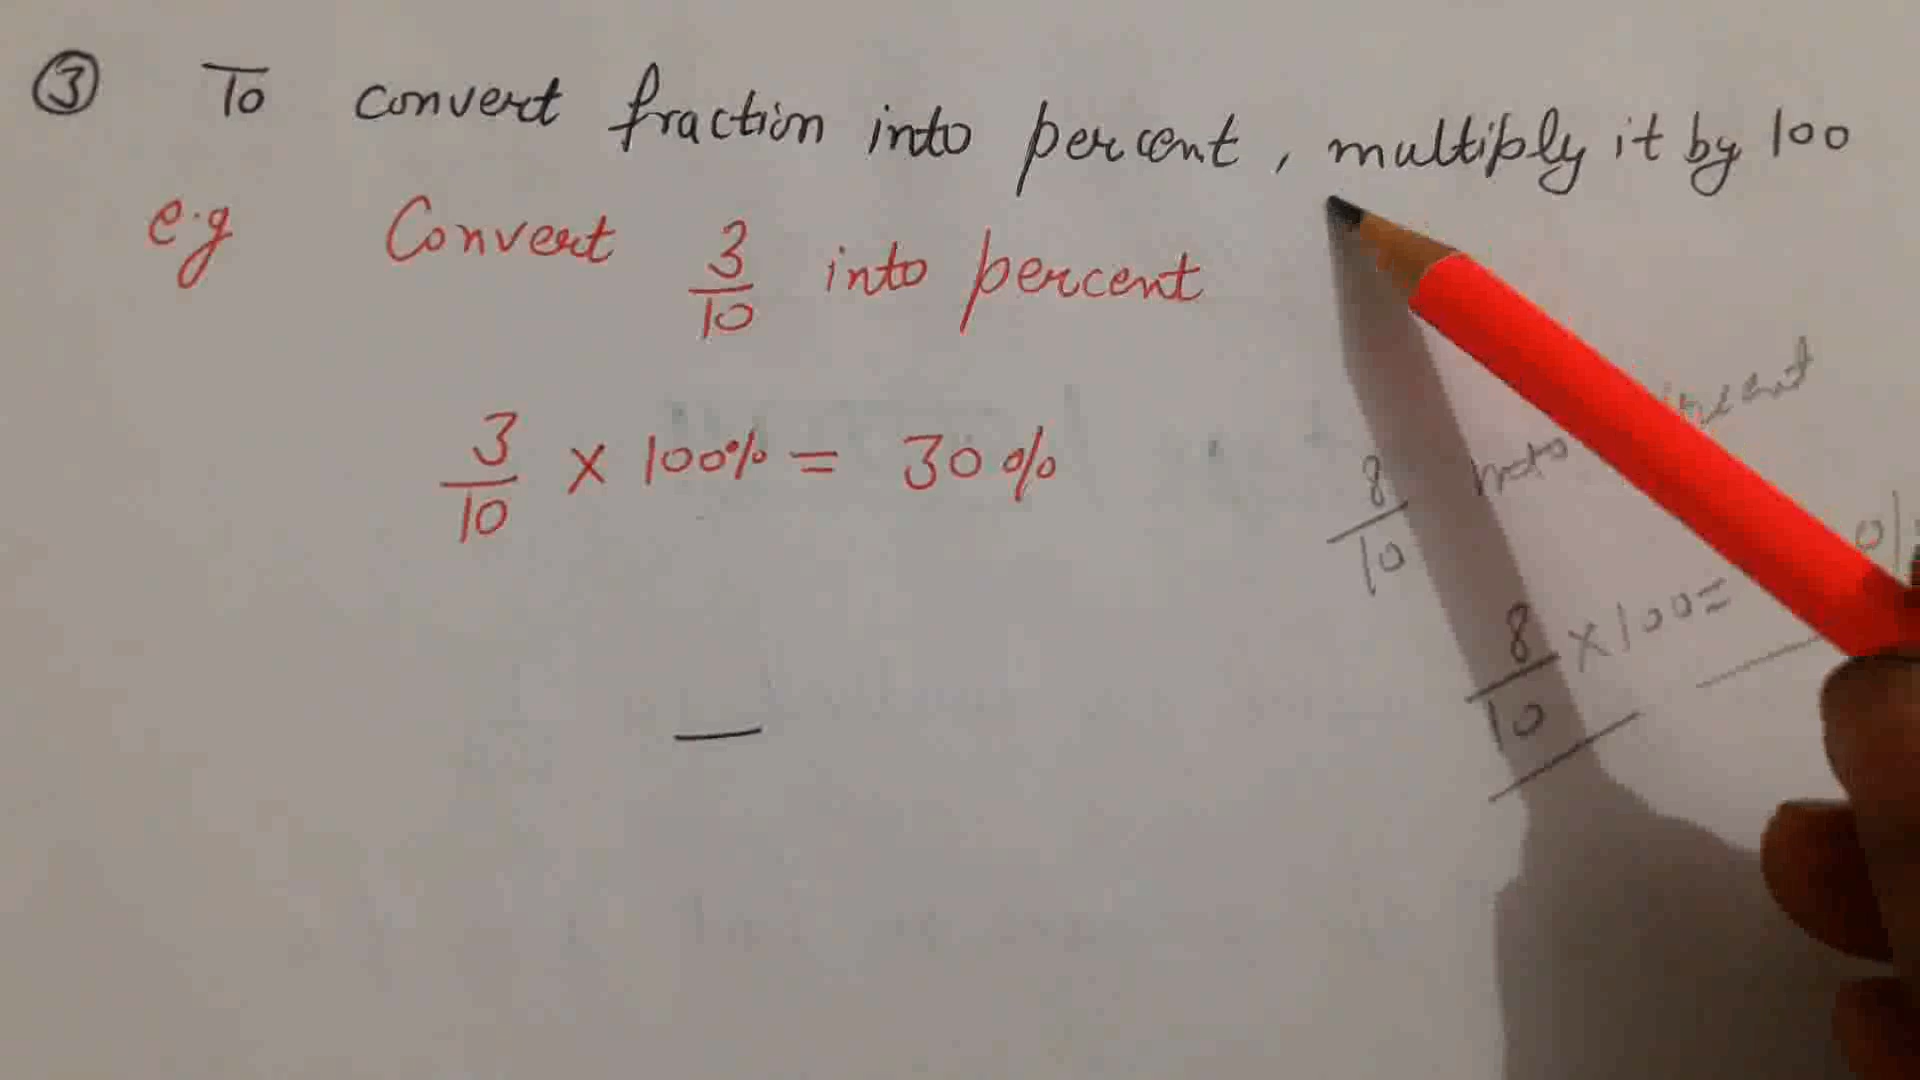 ③ To convert fraction into percent, multiply it by 100
e.g Convert 3/10 into percent
3/10 × 100% = 30%
8/10 into
8/10 × 100 =